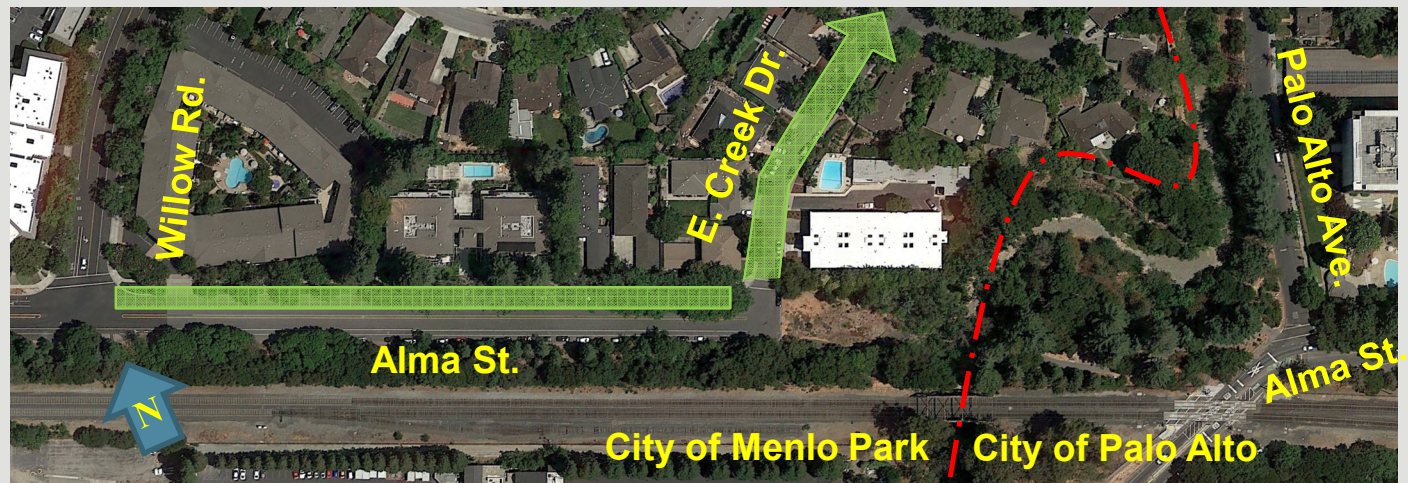 Willow Rd.
E. Creek Dr.
Palo Alto Ave.
Alma St.
Alma St.
N
City of Menlo Park
City of Palo Alto